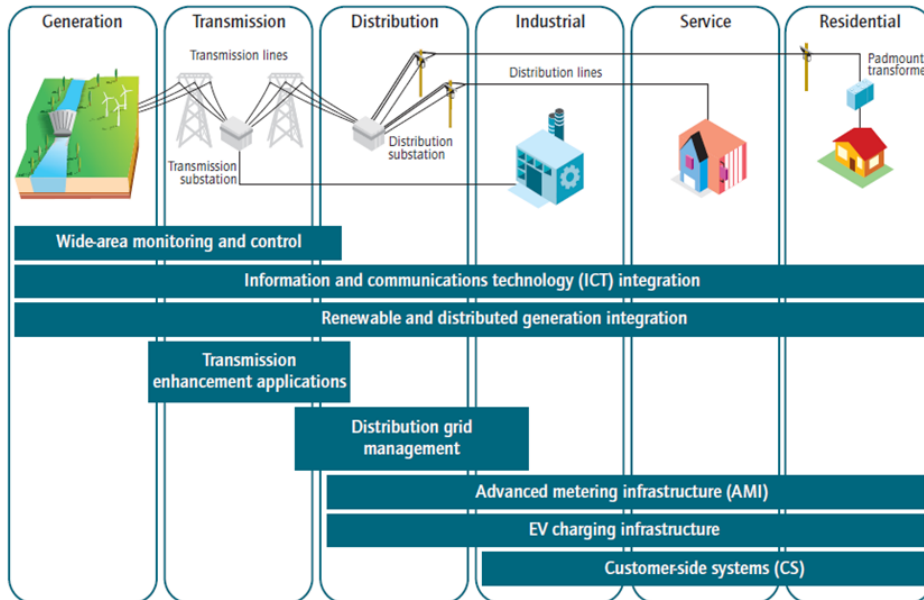 Generation
Transmission
Distribution
Industrial
Service
Residential
Transmission lines
Distribution lines
Padmount
transforme
Transmission
substation
Distribution
substation
Wide-area monitoring and control
Information and communications technology (ICT) integration
Renewable and distributed generation integration
Transmission
enhancement applications
Distribution grid
management
Advanced metering infrastructure (AMI)
EV charging infrastructure
Customer-side systems (CS)